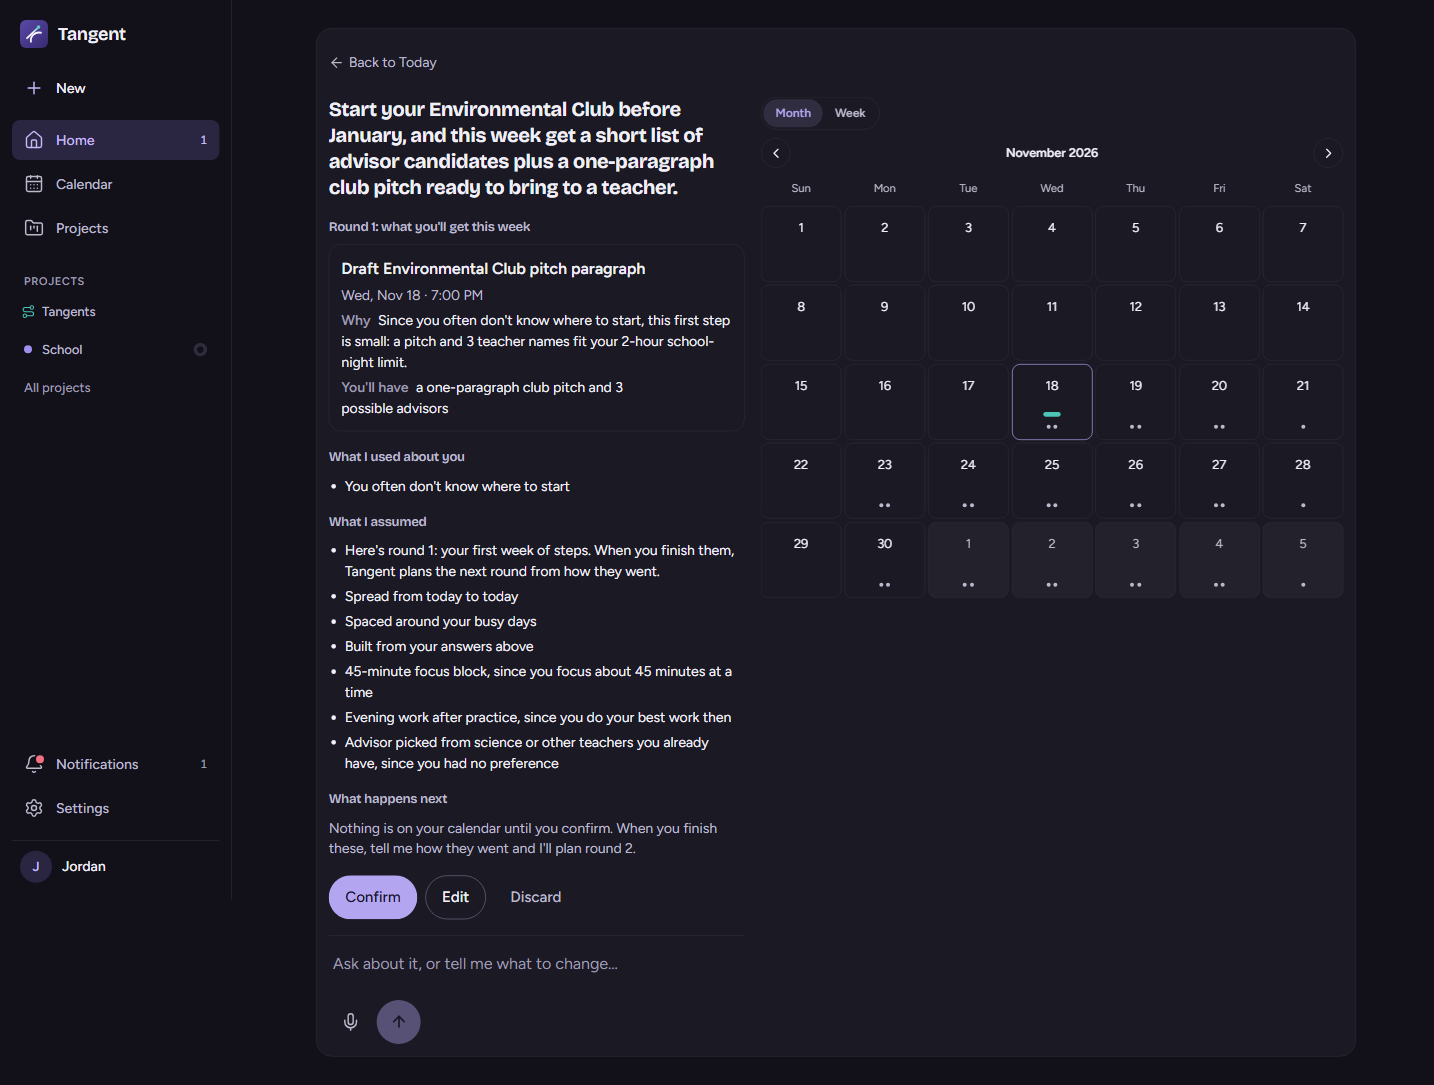 Tangent
New
Home 1
Calendar
Projects
PROJECTS
Tangents
School
All projects
Notifications 1
Settings
J Jordan
Back to Today
Start your Environmental Club before
January, and this week get a short list of
advisor candidates plus a one-paragraph
club pitch ready to bring to a teacher.
Round 1: what you'll get this week
Draft Environmental Club pitch paragraph
Wed, Nov 18 · 7:00 PM
Why Since you often don't know where to start, this first step
is small: a pitch and 3 teacher names fit your 2-hour school-
night limit.
You'll have a one-paragraph club pitch and 3
possible advisors
What I used about you
• You often don't know where to start
What I assumed
• Here's round 1: your first week of steps. When you finish them,
Tangent plans the next round from how they went.
• Spread from today to today
• Spaced around your busy days
• Built from your answers above
• 45-minute focus block, since you focus about 45 minutes at a
time
• Evening work after practice, since you do your best work then
• Advisor picked from science or other teachers you already
have, since you had no preference
What happens next
Nothing is on your calendar until you confirm. When you finish
these, tell me how they went and I'll plan round 2.
Confirm Edit Discard
Ask about it, or tell me what to change...
Month Week
November 2026
Sun Mon Tue Wed Thu Fri Sat
1 2 3 4 5 6 7
8 9 10 11 12 13 14
15 16 17 18 19 20 21
22 23 24 25 26 27 28
29 30 1 2 3 4 5